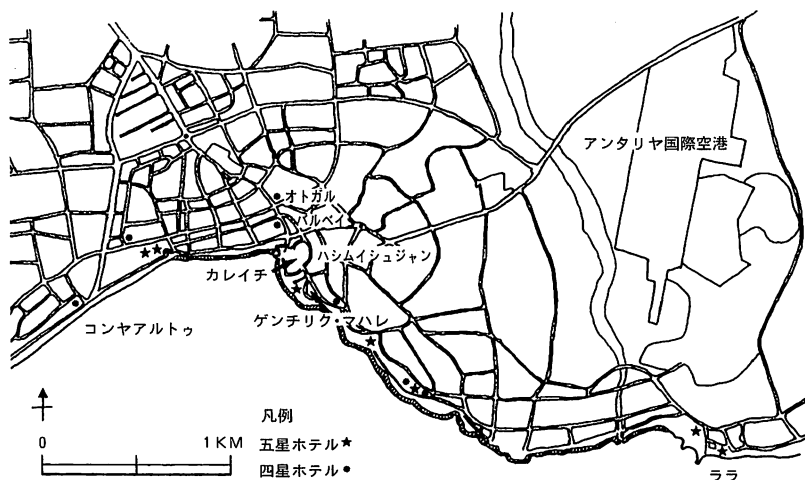 アンタリヤ国際空港
オトガル
バルベイ
ハシムイシュジャン
カレイチ
ゲンチリク・マハレ
コンヤアルトゥ
凡例
0 1KM
五星ホテル★
四星ホテル●
ララ